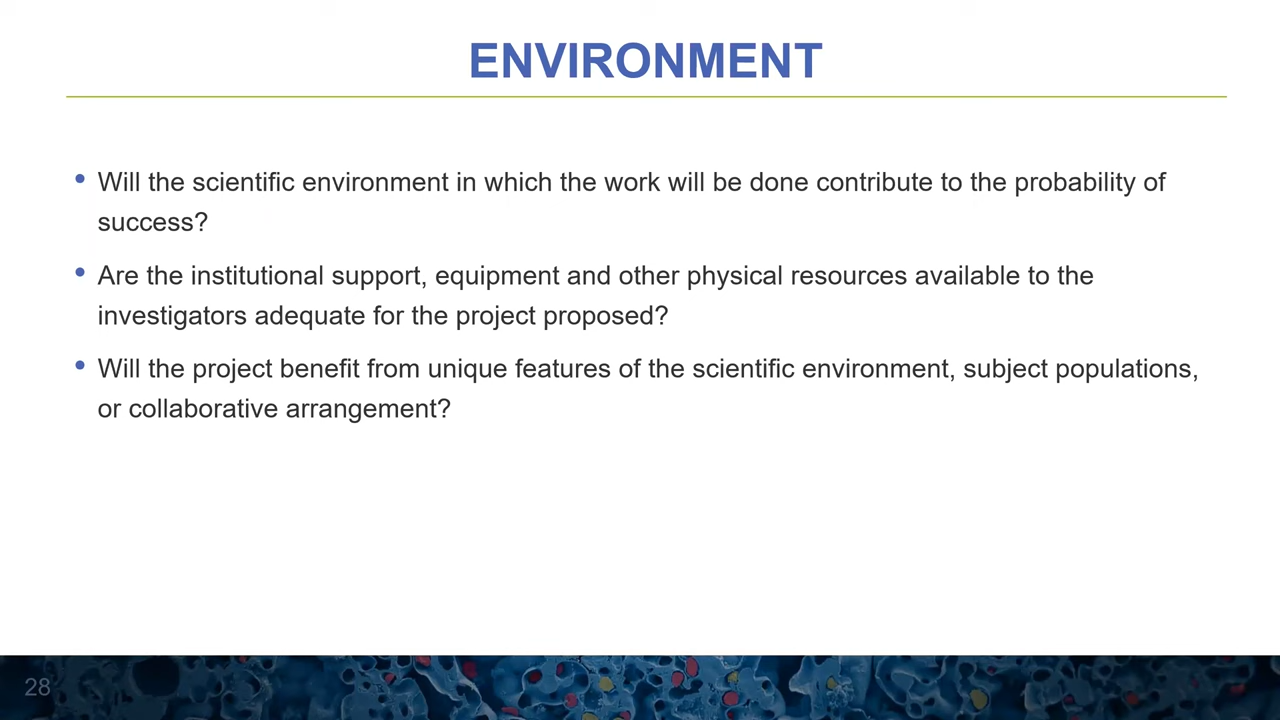 ENVIRONMENT
• Will the scientific environment in which the work will be done contribute to the probability of
success?
• Are the institutional support, equipment and other physical resources available to the
investigators adequate for the project proposed?
• Will the project benefit from unique features of the scientific environment, subject populations,
or collaborative arrangement?
28